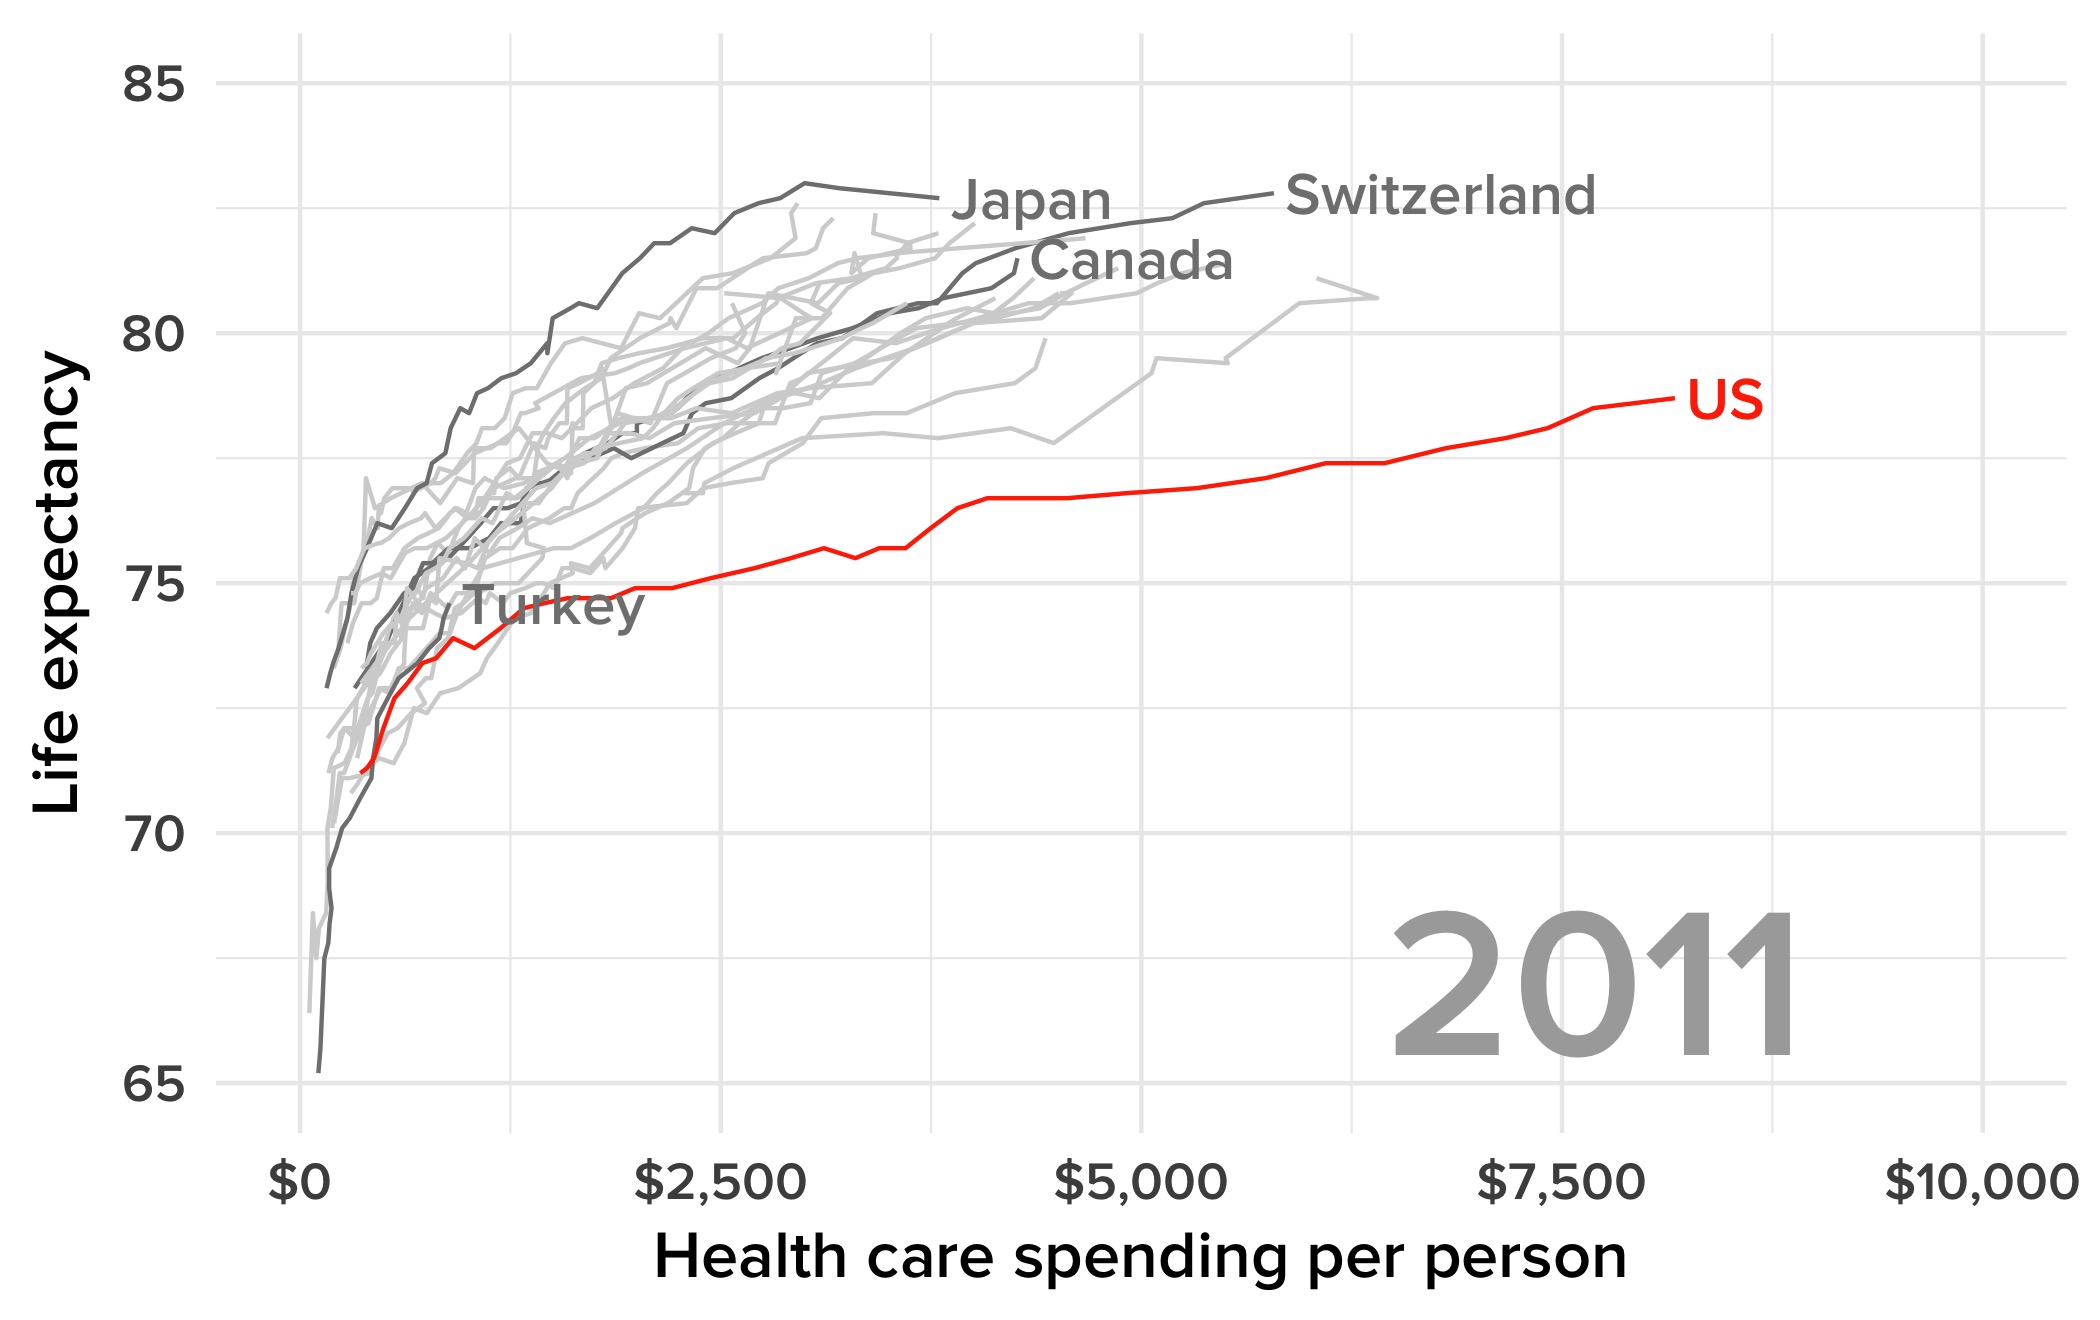 85
Japan
Switzerland
Canada
80
US
75
Turkey
70
65
2011
Life expectancy
$0
$2,500
$5,000
$7,500
$10,000
Health care spending per person